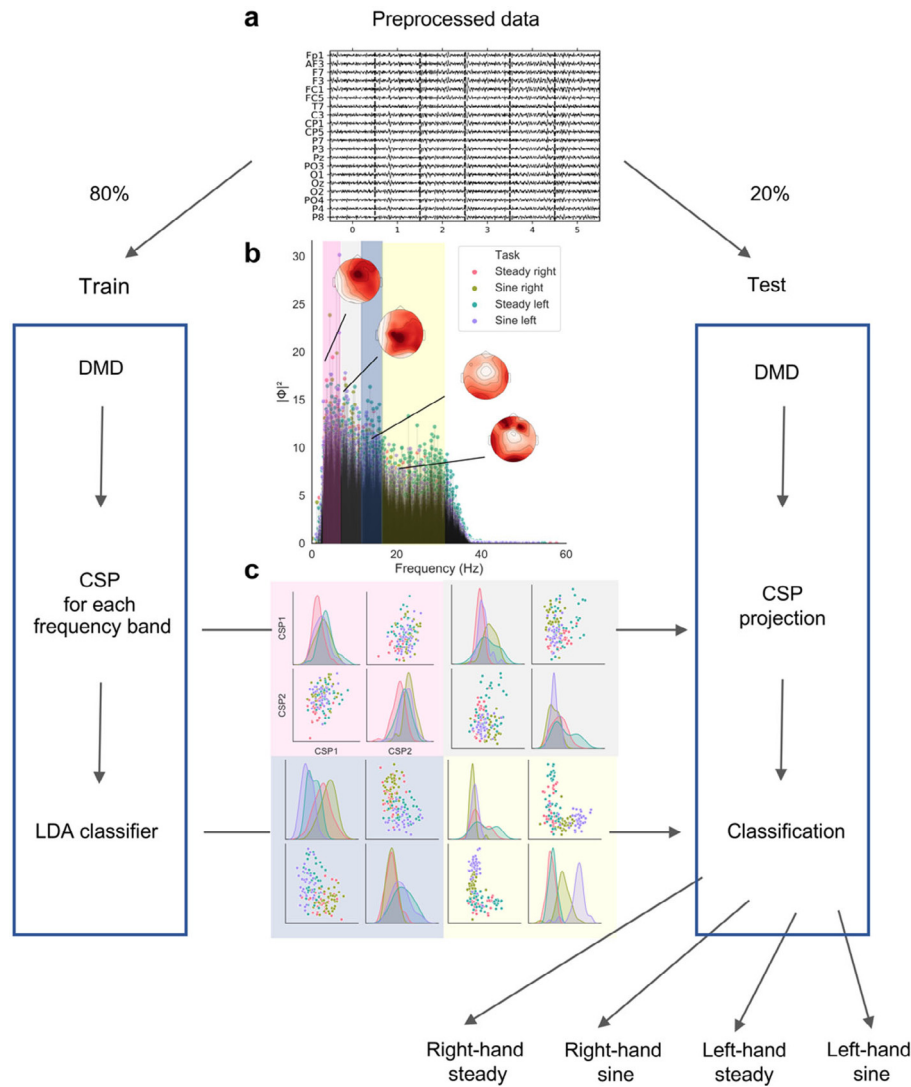 a
Preprocessed data
Fp1
AF3
F7
F3
FC1
FC5
T7
C3
CP1
CP5
P7
P3
Pz
PO3
O1
Oz
O2
PO4
P4
P8
0 1 2 3 4 5
80%
20%
Train
Test
b
30
25
20
15
10
5
0
|Φ|²
Task
Steady right
Sine right
Steady left
Sine left
0 20 40 60
Frequency (Hz)
DMD
CSP
for each
frequency band
LDA classifier
c
CSP1
CSP2
CSP1 CSP2
DMD
CSP
projection
Classification
Right-hand
steady
Right-hand
sine
Left-hand
steady
Left-hand
sine